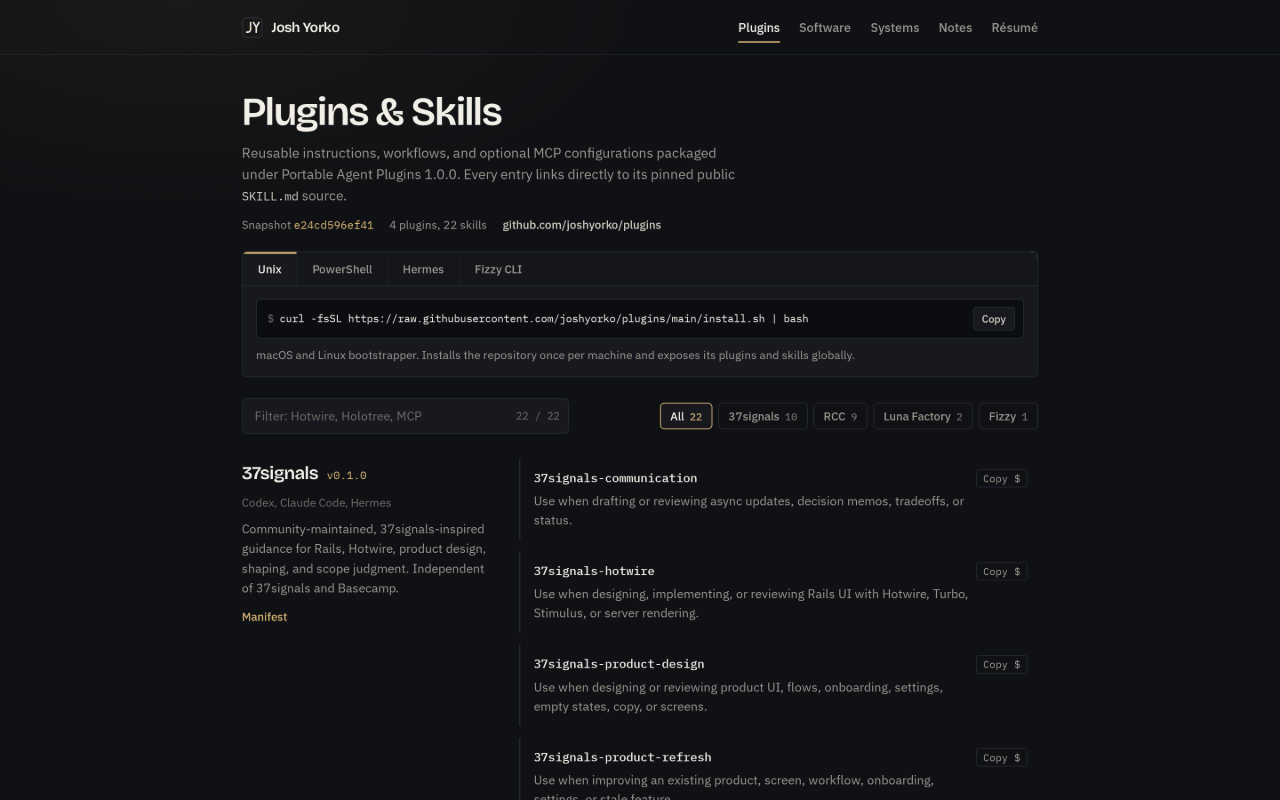 JY Josh Yorko
Plugins Software Systems Notes Résumé
Plugins & Skills
Reusable instructions, workflows, and optional MCP configurations packaged
under Portable Agent Plugins 1.0.0. Every entry links directly to its pinned public
SKILL.md source.
Snapshot e24cd596ef41 4 plugins, 22 skills github.com/joshyorko/plugins
Unix PowerShell Hermes Fizzy CLI
$ curl -fsSL https://raw.githubusercontent.com/joshyorko/plugins/main/install.sh | bash Copy
macOS and Linux bootstrapper. Installs the repository once per machine and exposes its plugins and skills globally.
Filter: Hotwire, Holotree, MCP 22 / 22 All 22 37signals 10 RCC 9 Luna Factory 2 Fizzy 1
37signals v0.1.0
Codex, Claude Code, Hermes
Community-maintained, 37signals-inspired
guidance for Rails, Hotwire, product design,
shaping, and scope judgment. Independent
of 37signals and Basecamp.
Manifest
37signals-communication Copy $
Use when drafting or reviewing async updates, decision memos, tradeoffs, or
status.
37signals-hotwire Copy $
Use when designing, implementing, or reviewing Rails UI with Hotwire, Turbo,
Stimulus, or server rendering.
37signals-product-design Copy $
Use when designing or reviewing product UI, flows, onboarding, settings,
empty states, copy, or screens.
37signals-product-refresh Copy $
Use when improving an existing product, screen, workflow, onboarding,
settings, or stale feature.